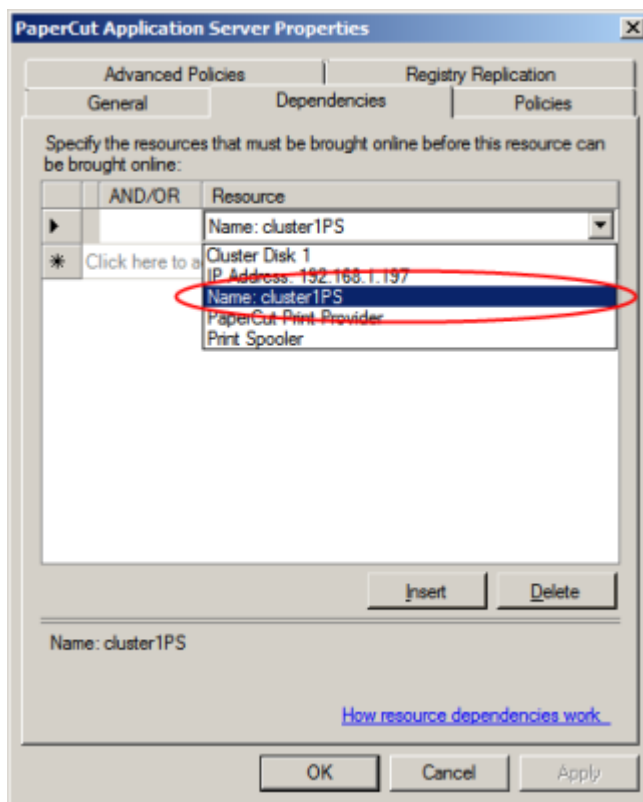 PaperCut Application Server Properties
Advanced Policies Registry Replication
General Dependencies Policies
Specify the resources that must be brought online before this resource can
be brought online:
AND/OR Resource
Name: cluster1PS
Click here to a
Cluster Disk 1
IP Address: 192.168.1.197
Name: cluster1PS
PaperCut Print Provider
Print Spooler
Insert Delete
Name: cluster1PS
How resource dependencies work
OK Cancel Apply